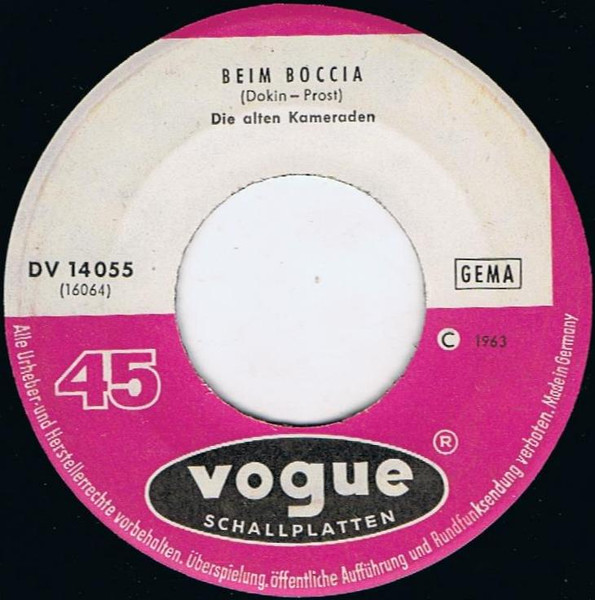 BEIM BOCCIA
(Dokin – Prost)
Die alten Kameraden
DV 14055
(16064)
GEMA
45
C 1963
vogue ®
SCHALLPLATTEN
Alle Urheber- und Herstellerrechte vorbehalten. Überspielung, öffentliche Aufführung und Rundfunksendung verboten. Made in Germany